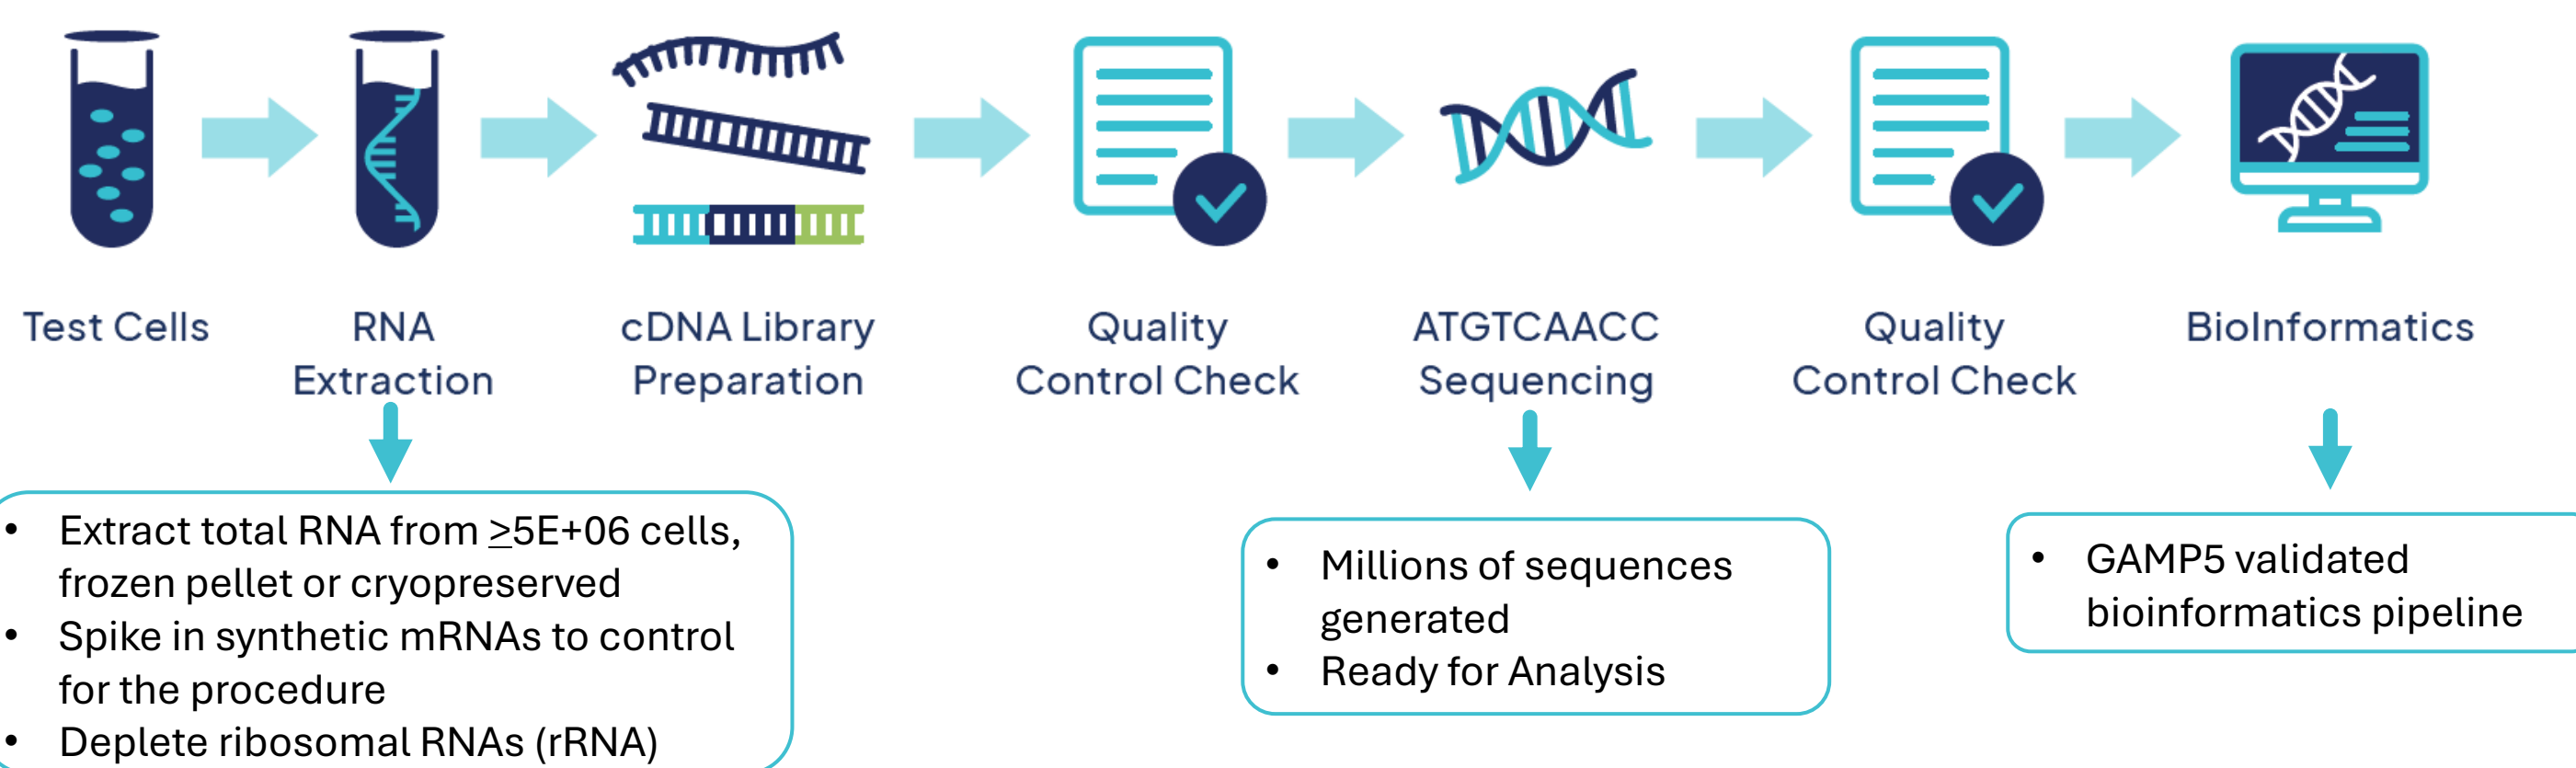 Test Cells
RNA
Extraction
cDNA Library
Preparation
Quality
Control Check
ATGTCAACC
Sequencing
Quality
Control Check
BioInformatics
• Extract total RNA from ≥5E+06 cells,
frozen pellet or cryopreserved
• Spike in synthetic mRNAs to control
for the procedure
• Deplete ribosomal RNAs (rRNA)
• Millions of sequences
generated
• Ready for Analysis
• GAMP5 validated
bioinformatics pipeline